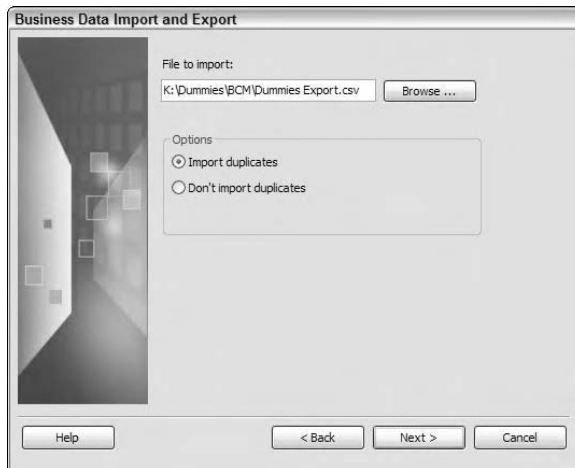 Business Data Import and Export
File to import:
K:\Dummies\BCM\Dummies Export.csv
Browse ...
Options
Import duplicates
Don't import duplicates
Help
< Back
Next >
Cancel